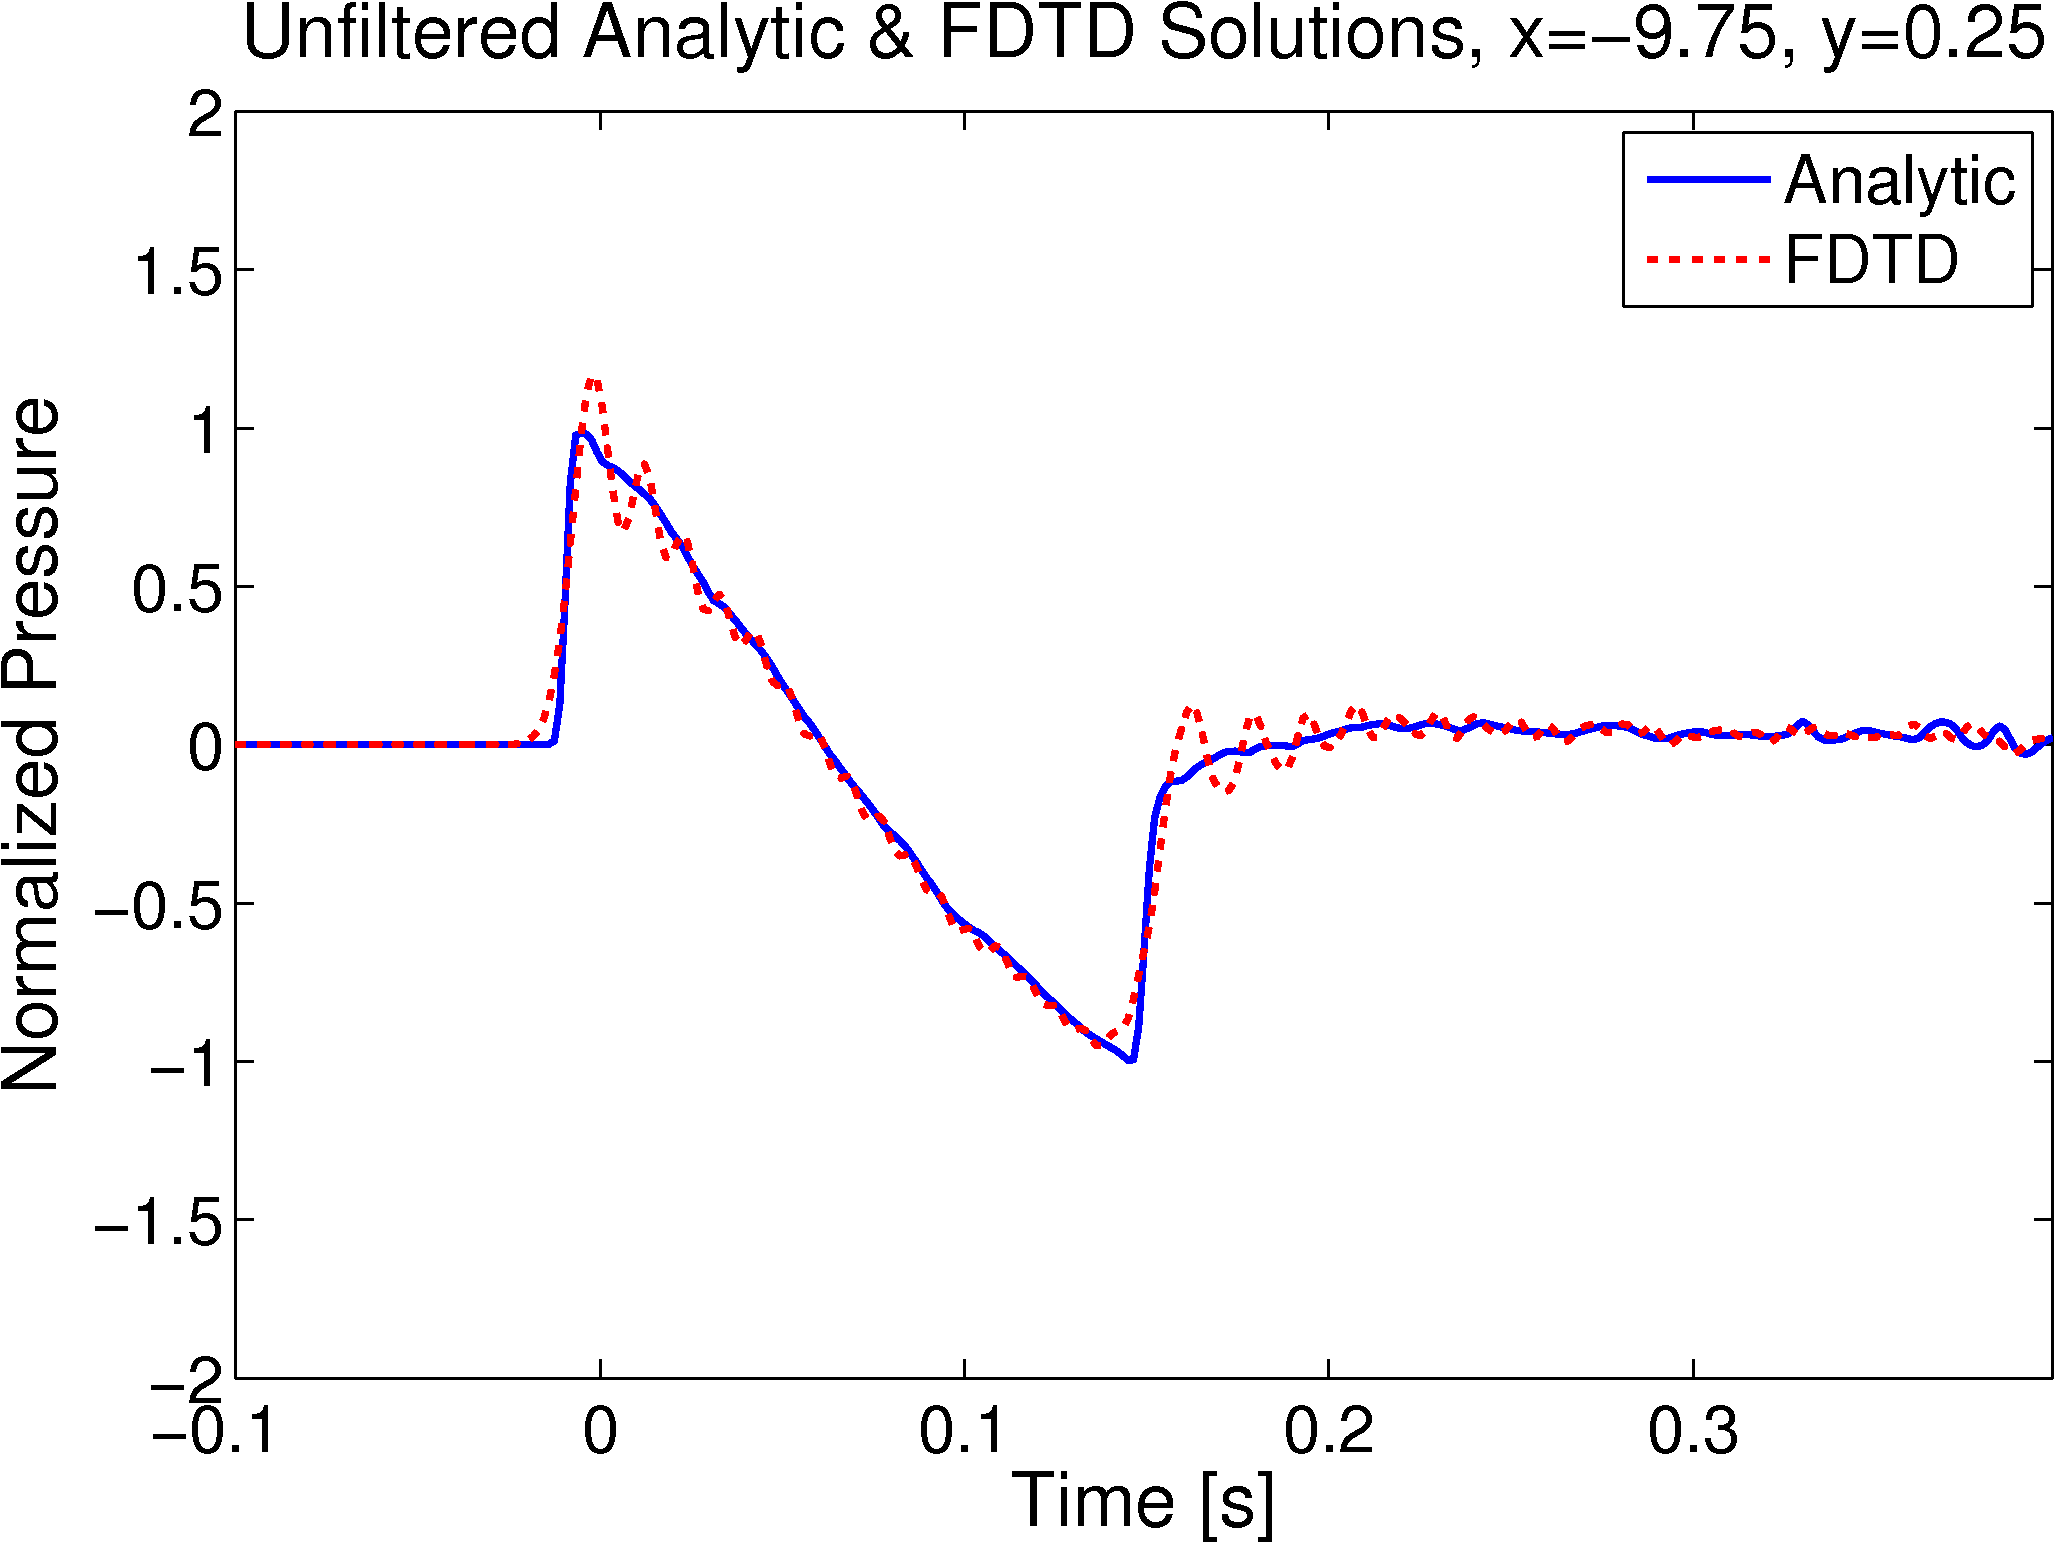 Unfiltered Analytic & FDTD Solutions, x=−9.75, y=0.25
2
1.5
1
0.5
0
−0.5
−1
−1.5
−2
Normalized Pressure
Analytic
FDTD
−0.1 0 0.1 0.2 0.3
Time [s]